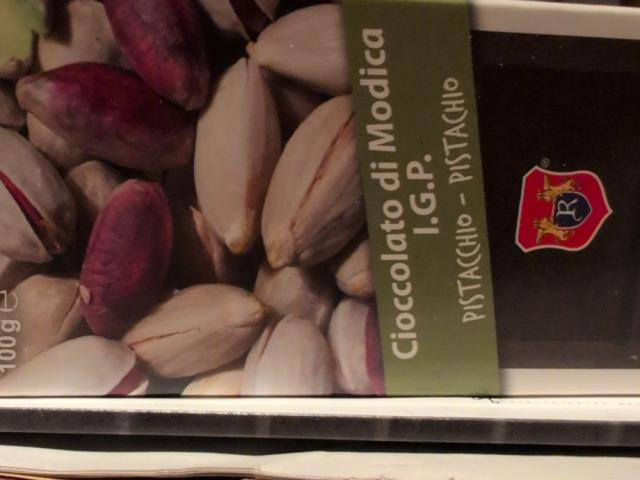 Cioccolato di Modica
I.G.P.
PISTACCHIO - PISTACHIO
R
®
100g e